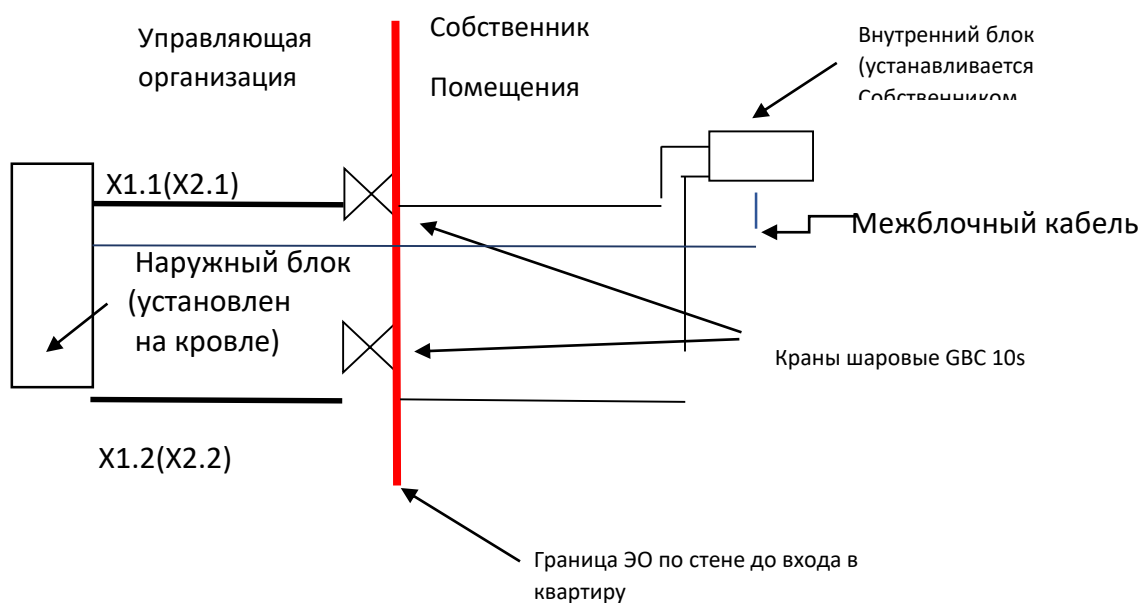 Управляющая
организация
Собственник
Помещения
Внутренний блок
(устанавливается
Собственником
X1.1(X2.1)
Межблочный кабель
Наружный блок
(установлен
на кровле)
Краны шаровые GBC 10s
X1.2(X2.2)
Граница ЭО по стене до входа в
квартиру